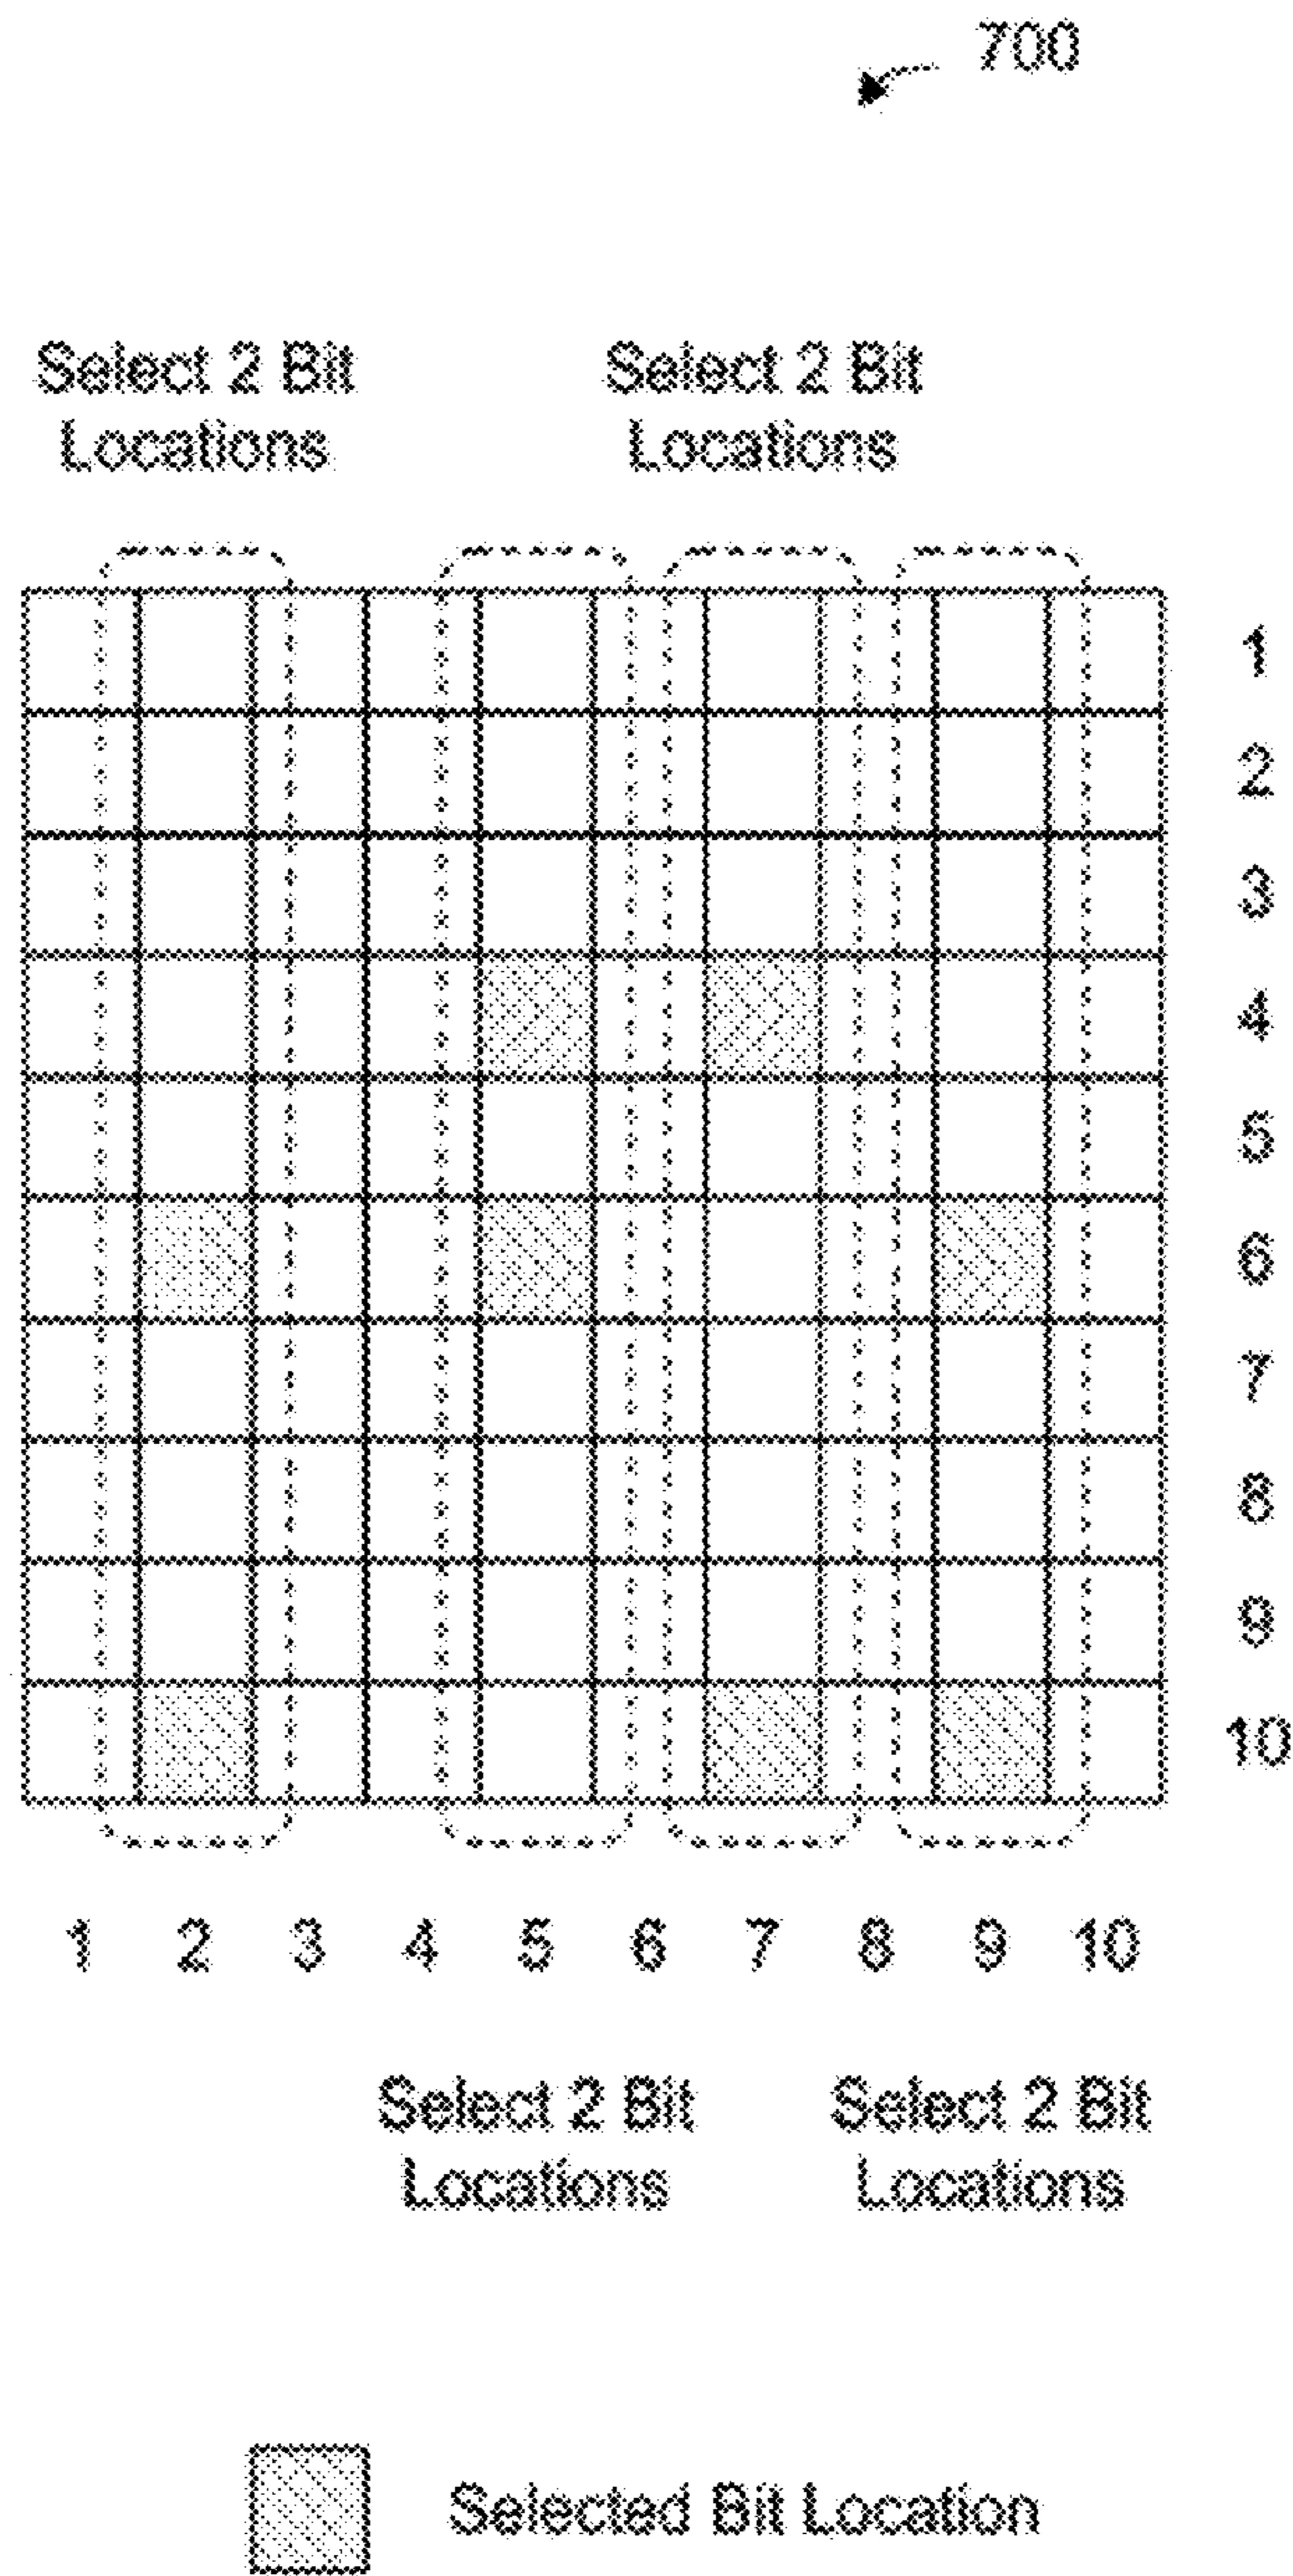 700
Select 2 Bit
Locations
Select 2 Bit
Locations
1
2
3
4
5
6
7
8
9
10
1 2 3 4 5 6 7 8 9 10
Select 2 Bit
Locations
Select 2 Bit
Locations
Selected Bit Location